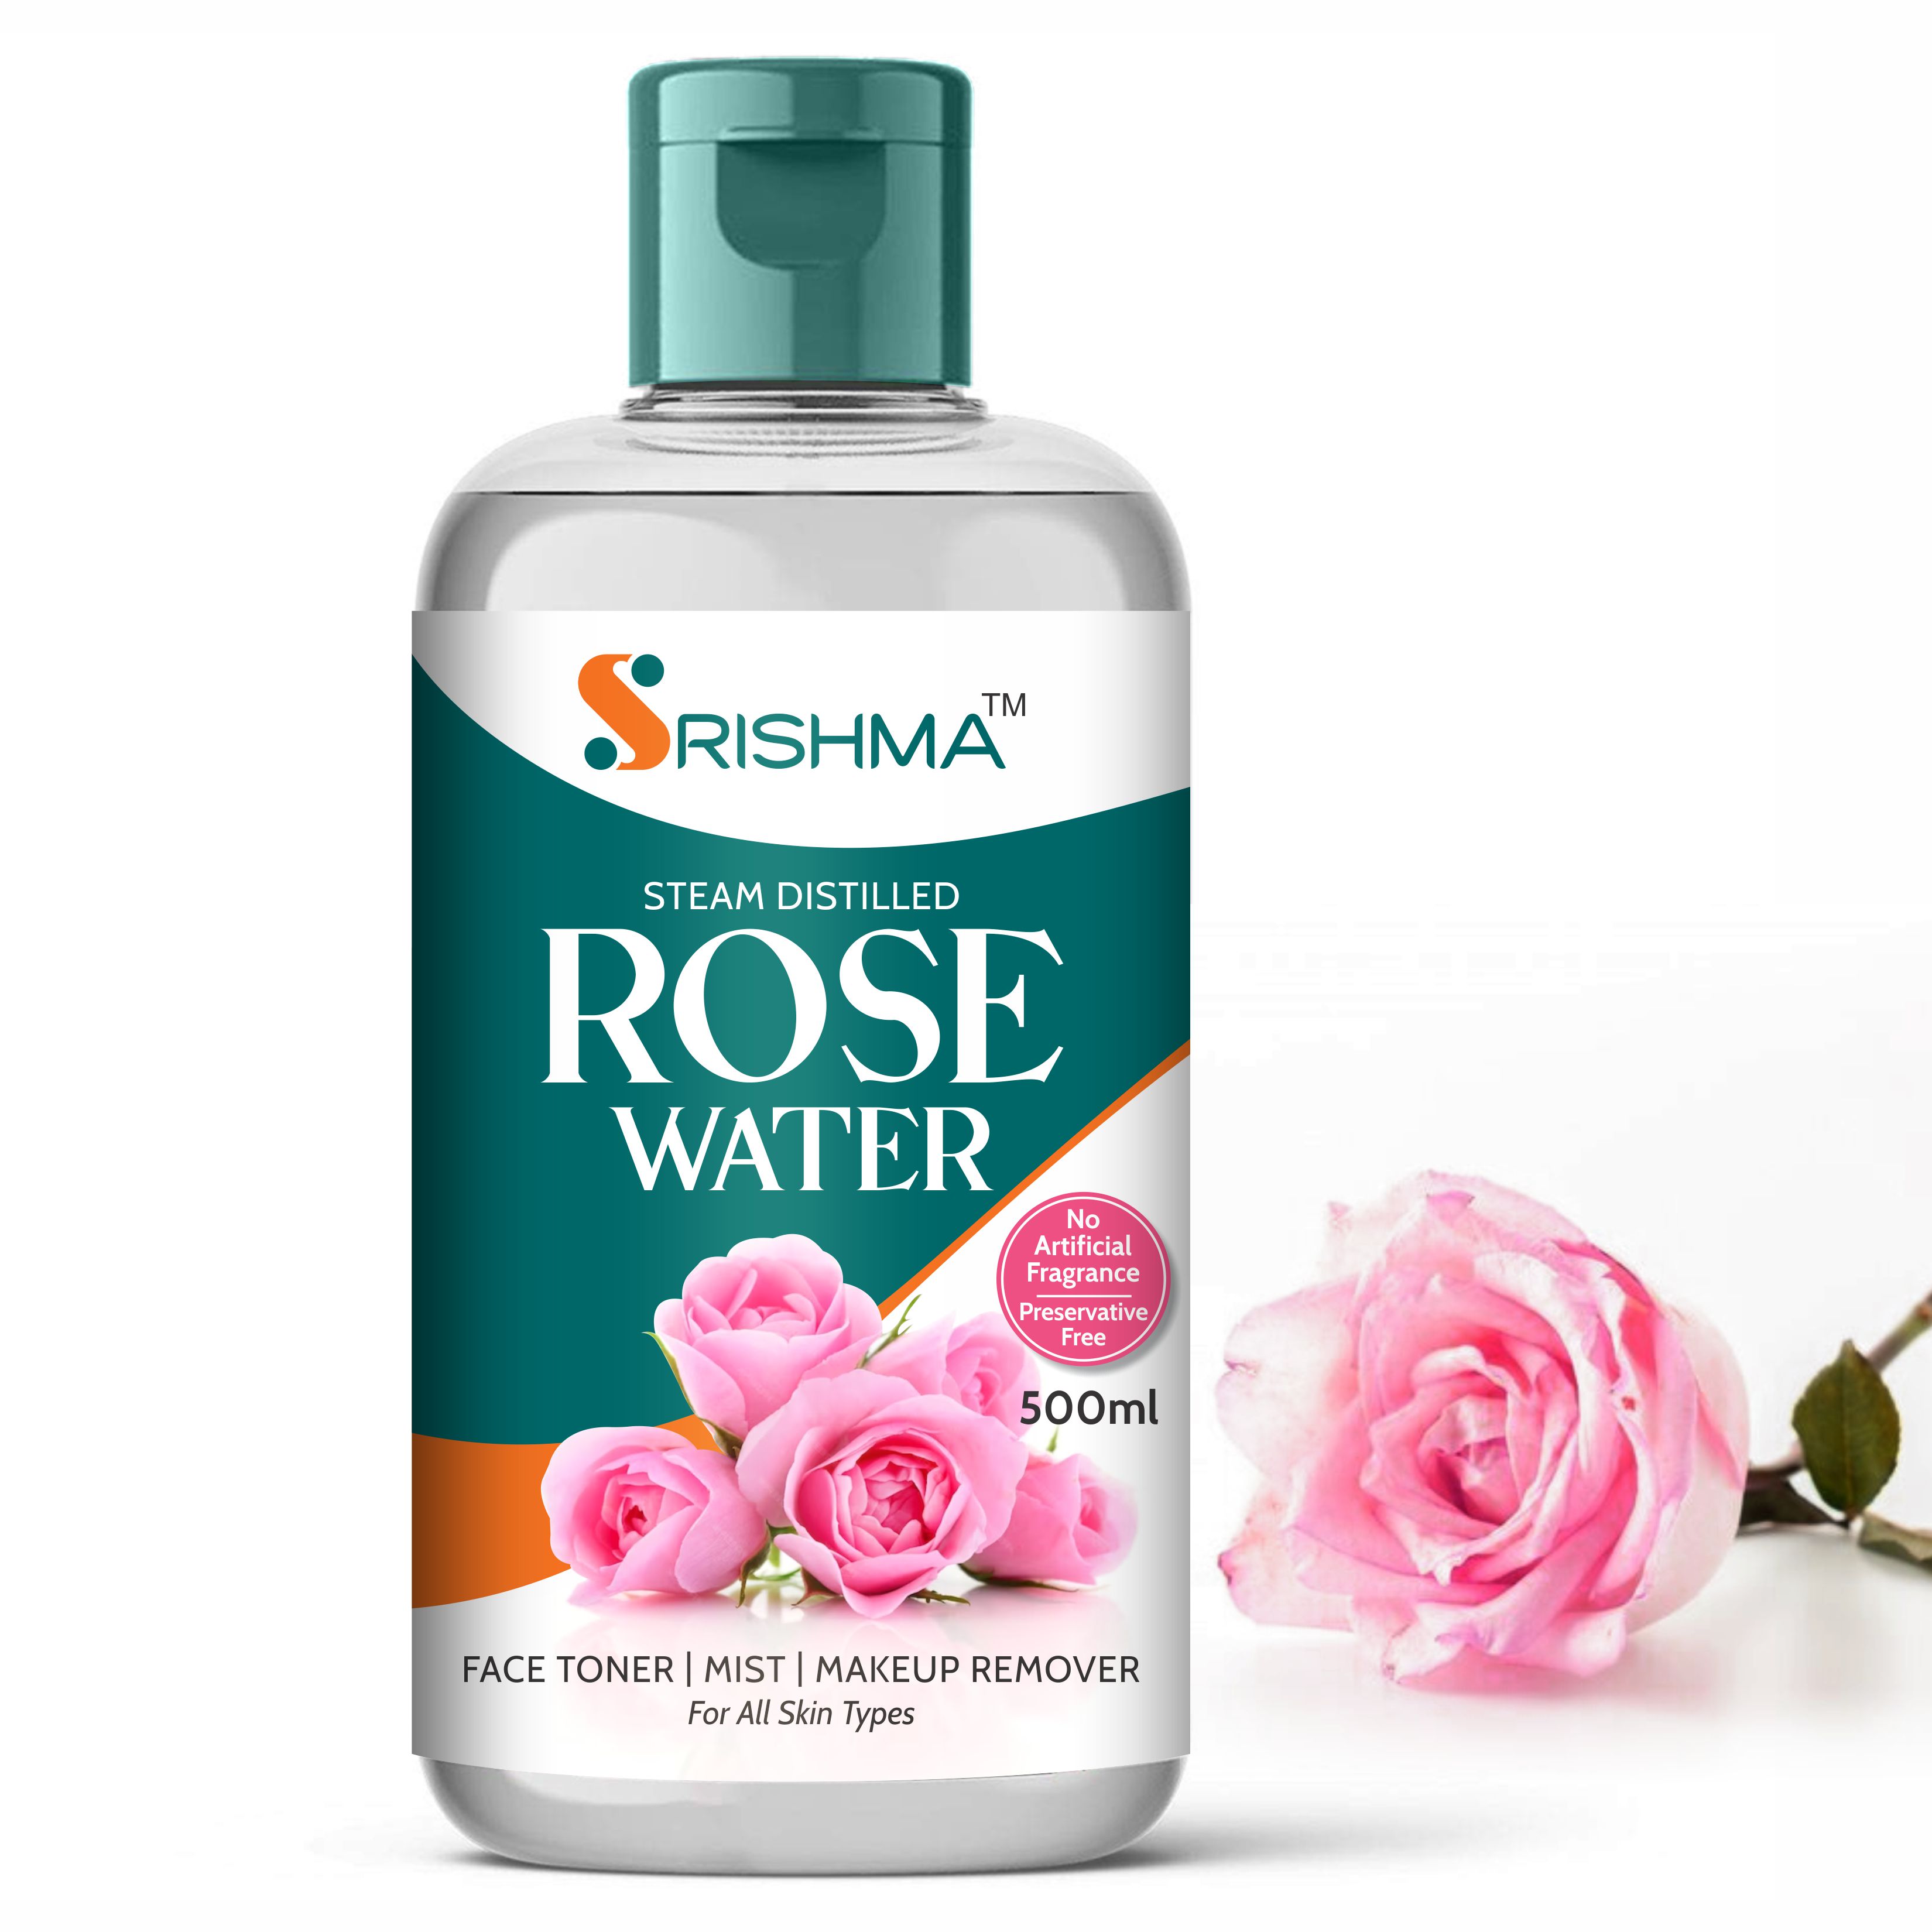 SRISHMA™
STEAM DISTILLED
ROSE
WATER
No
Artificial
Fragrance
Preservative
Free
500ml
FACE TONER | MIST | MAKEUP REMOVER
For All Skin Types